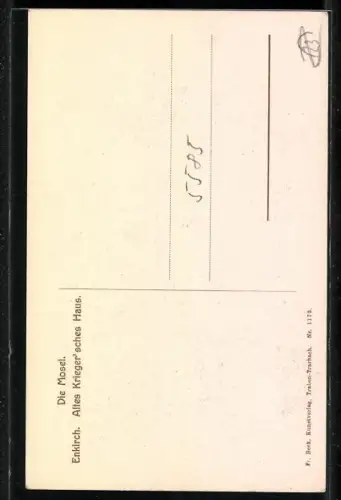 Die Mosel.
Enkirch. Altes Krieger'sches Haus.
5585
Fr. Bock, Kunstverlag, Traben-Trarbach. Nr. 1173.